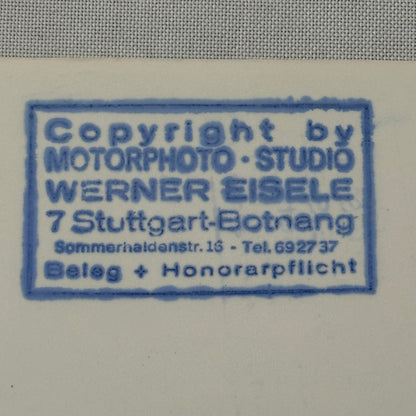 Copyright by
MOTORPHOTO · STUDIO
WERNER EISELE
7 Stuttgart-Botnang
Sommerhaldenstr. 16 - Tel. 692737
Beleg + Honorarpflicht